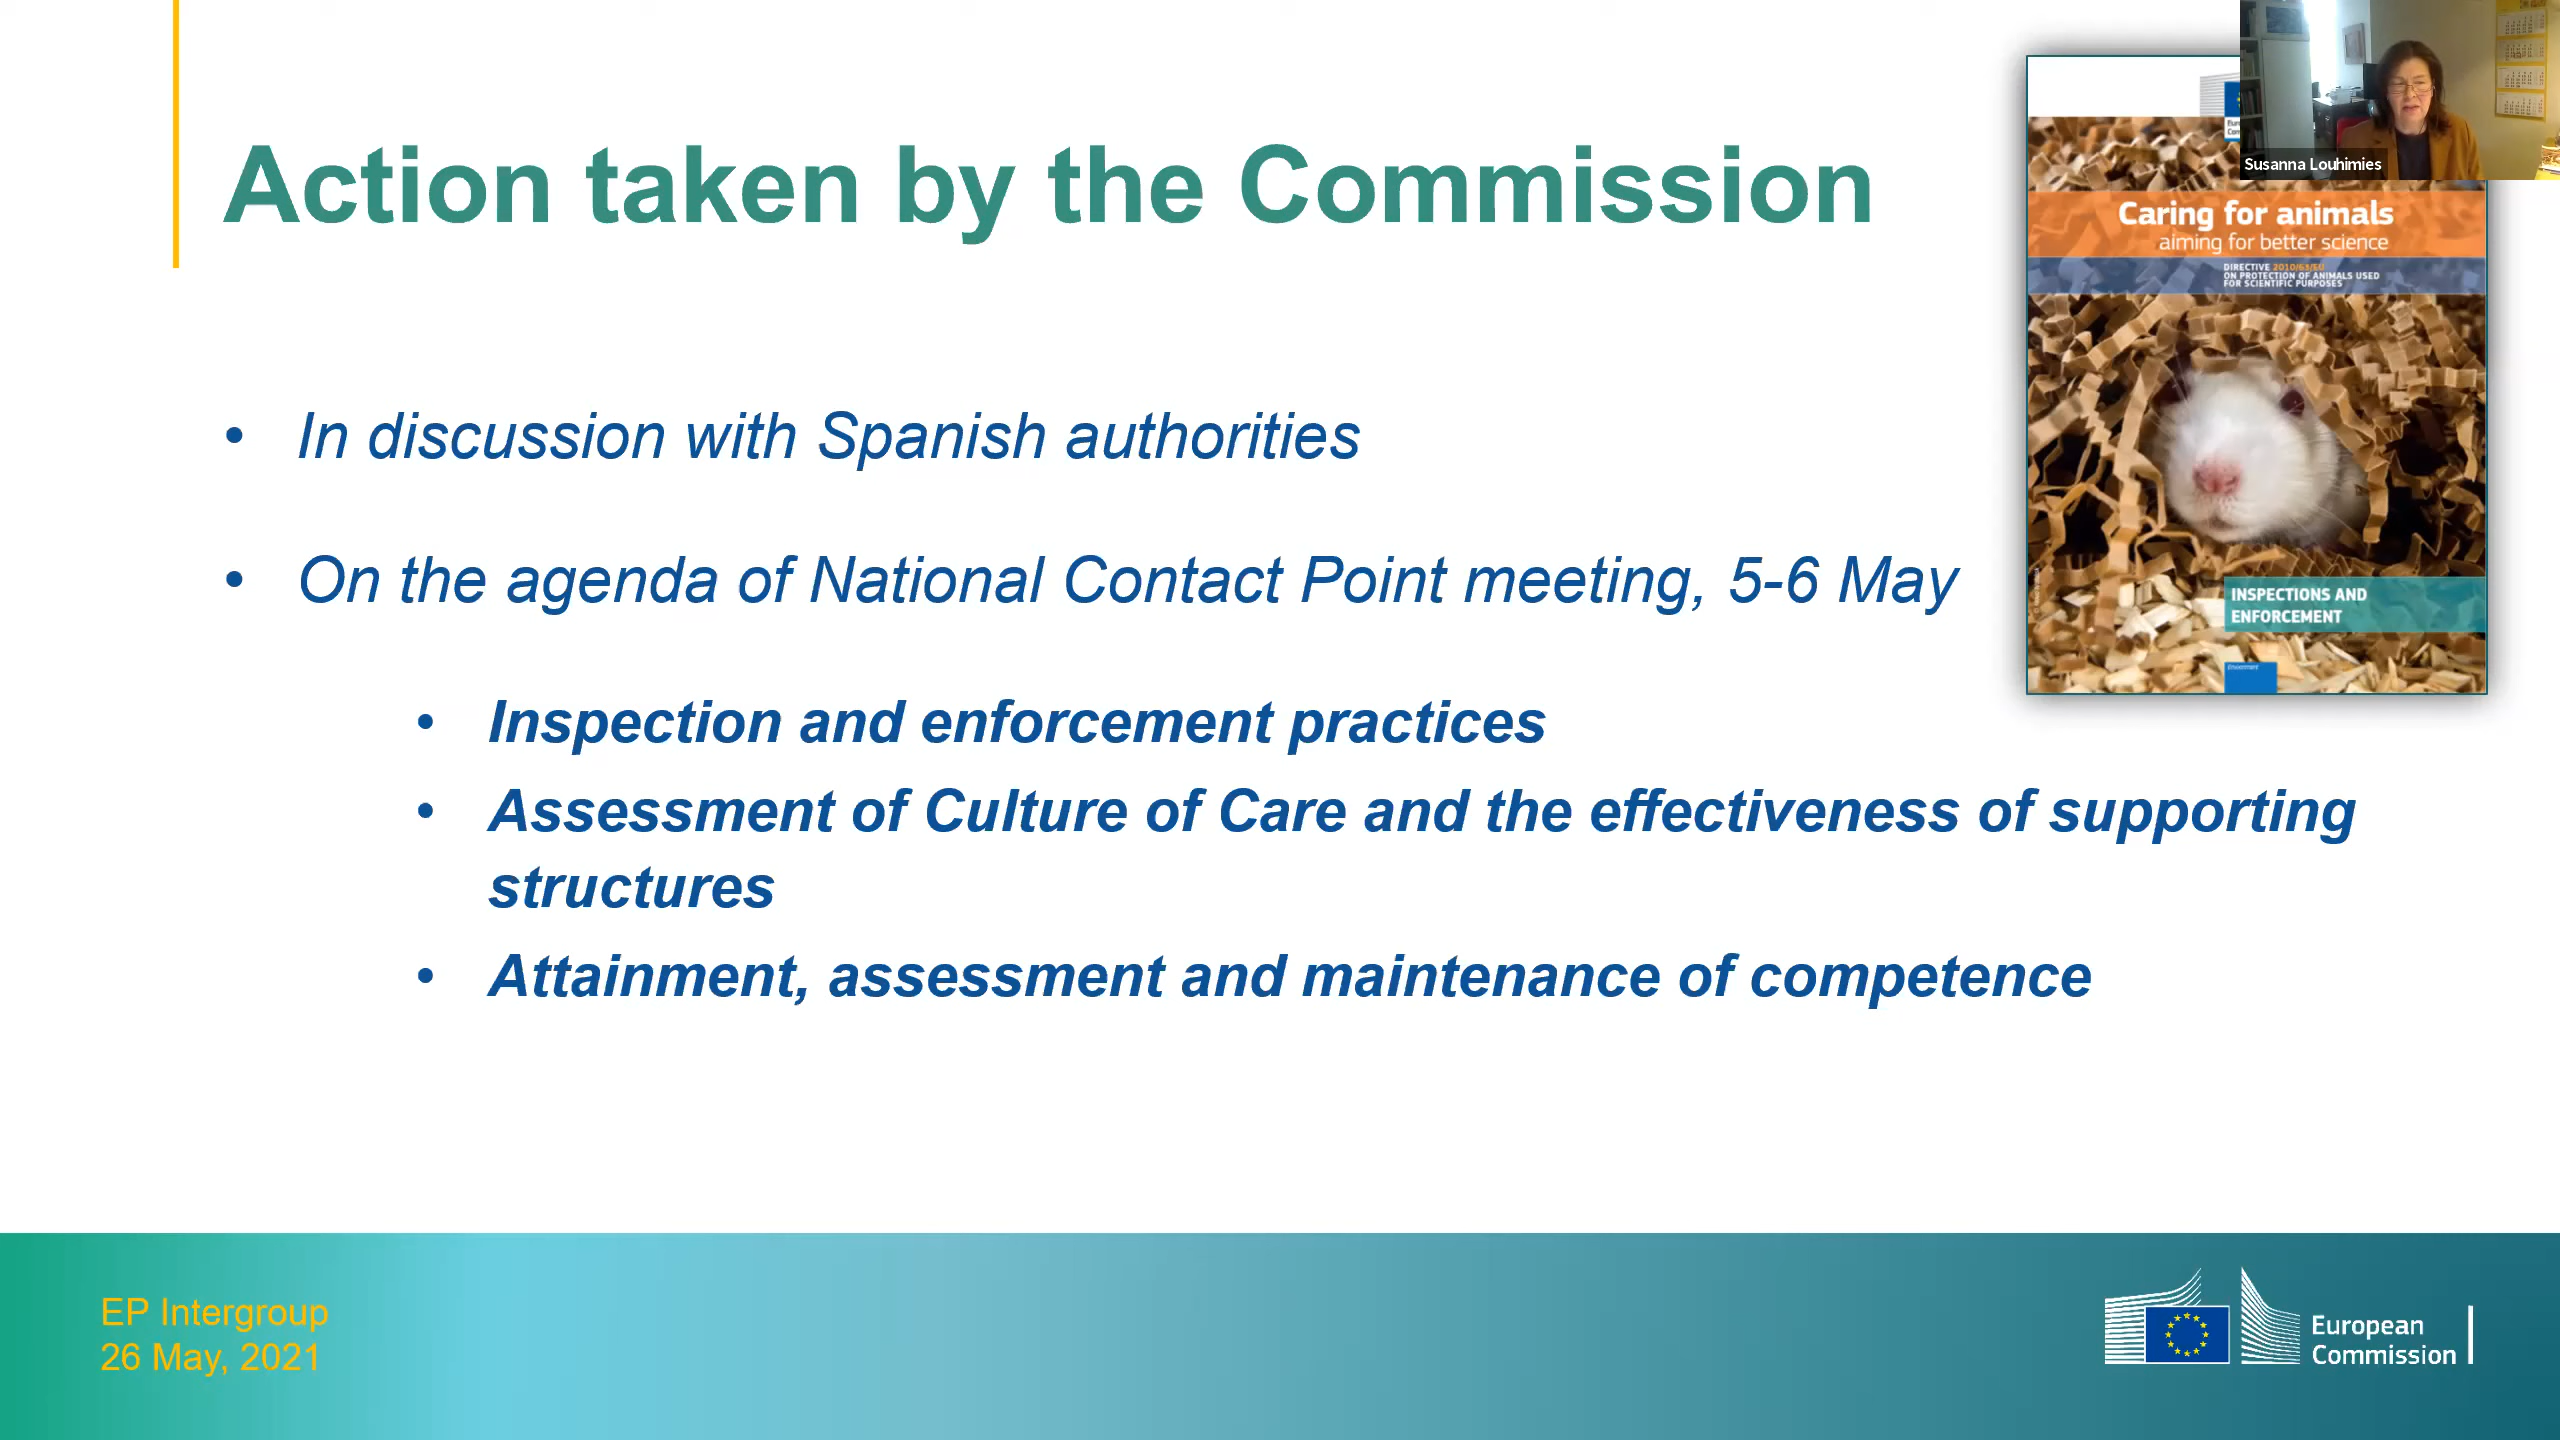 Action taken by the Commission
• In discussion with Spanish authorities
• On the agenda of National Contact Point meeting, 5-6 May
• Inspection and enforcement practices
• Assessment of Culture of Care and the effectiveness of supporting
structures
• Attainment, assessment and maintenance of competence
Susanna Louhimies
Caring for animals
aiming for better science
DIRECTIVE 2010/63/EU
ON PROTECTION OF ANIMALS USED
FOR SCIENTIFIC PURPOSES
INSPECTIONS AND
ENFORCEMENT
Environment
EP Intergroup
26 May, 2021
European
Commission